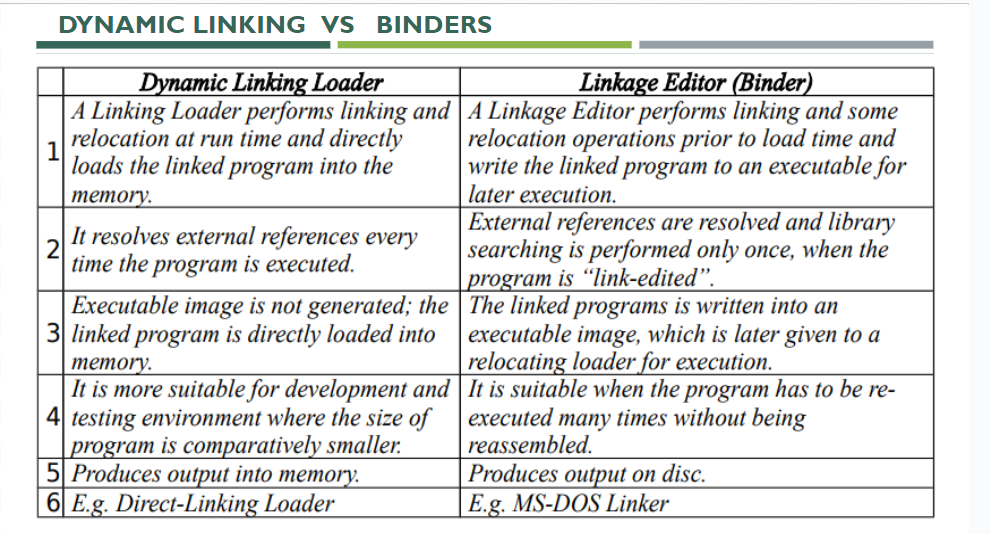 DYNAMIC LINKING VS BINDERS
Dynamic Linking Loader
Linkage Editor (Binder)
1
A Linking Loader performs linking and
relocation at run time and directly
loads the linked program into the
memory.
A Linkage Editor performs linking and some
relocation operations prior to load time and
write the linked program to an executable for
later execution.
2
It resolves external references every
time the program is executed.
External references are resolved and library
searching is performed only once, when the
program is “link-edited”.
3
Executable image is not generated; the
linked program is directly loaded into
memory.
The linked programs is written into an
executable image, which is later given to a
relocating loader for execution.
4
It is more suitable for development and
testing environment where the size of
program is comparatively smaller.
It is suitable when the program has to be re-
executed many times without being
reassembled.
5
Produces output into memory.
Produces output on disc.
6
E.g. Direct-Linking Loader
E.g. MS-DOS Linker